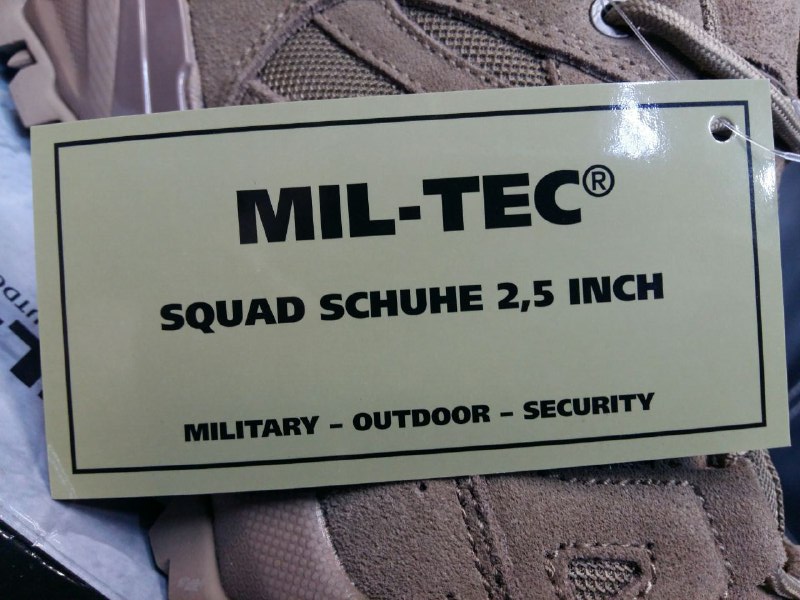 MIL-TEC®
SQUAD SCHUHE 2,5 INCH
MILITARY – OUTDOOR – SECURITY